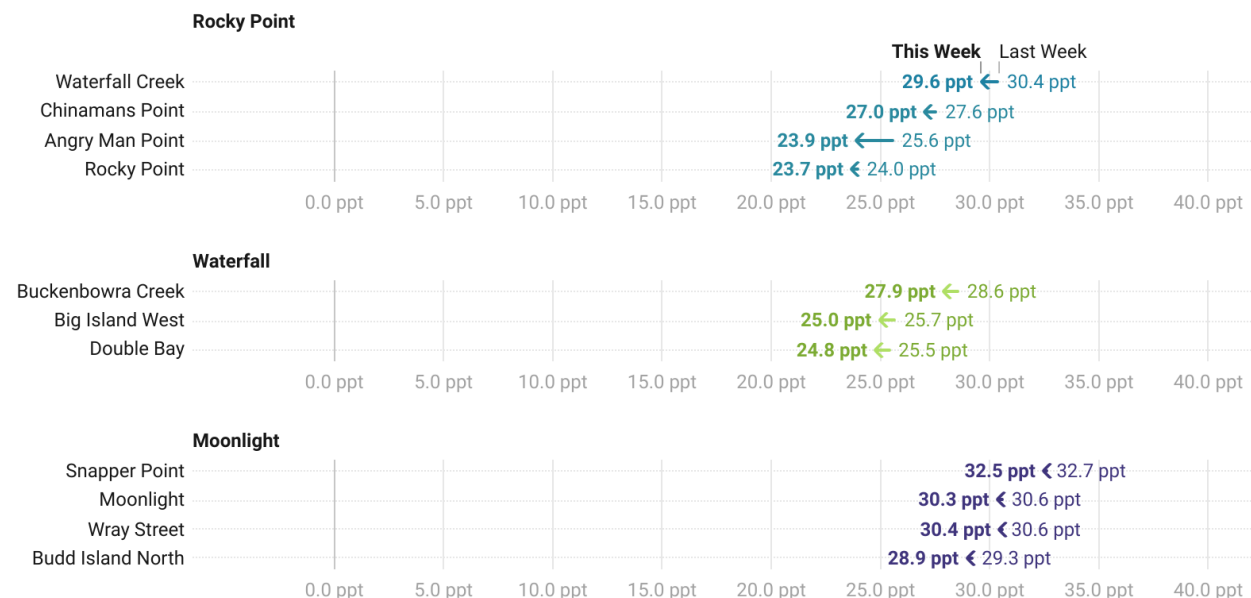 Rocky Point
This Week Last Week
Waterfall Creek 29.6 ppt 30.4 ppt
Chinamans Point 27.0 ppt 27.6 ppt
Angry Man Point 23.9 ppt 25.6 ppt
Rocky Point 23.7 ppt 24.0 ppt
0.0 ppt 5.0 ppt 10.0 ppt 15.0 ppt 20.0 ppt 25.0 ppt 30.0 ppt 35.0 ppt 40.0 ppt
Waterfall
Buckenbowra Creek 27.9 ppt 28.6 ppt
Big Island West 25.0 ppt 25.7 ppt
Double Bay 24.8 ppt 25.5 ppt
0.0 ppt 5.0 ppt 10.0 ppt 15.0 ppt 20.0 ppt 25.0 ppt 30.0 ppt 35.0 ppt 40.0 ppt
Moonlight
Snapper Point 32.5 ppt 32.7 ppt
Moonlight 30.3 ppt 30.6 ppt
Wray Street 30.4 ppt 30.6 ppt
Budd Island North 28.9 ppt 29.3 ppt
0.0 ppt 5.0 ppt 10.0 ppt 15.0 ppt 20.0 ppt 25.0 ppt 30.0 ppt 35.0 ppt 40.0 ppt